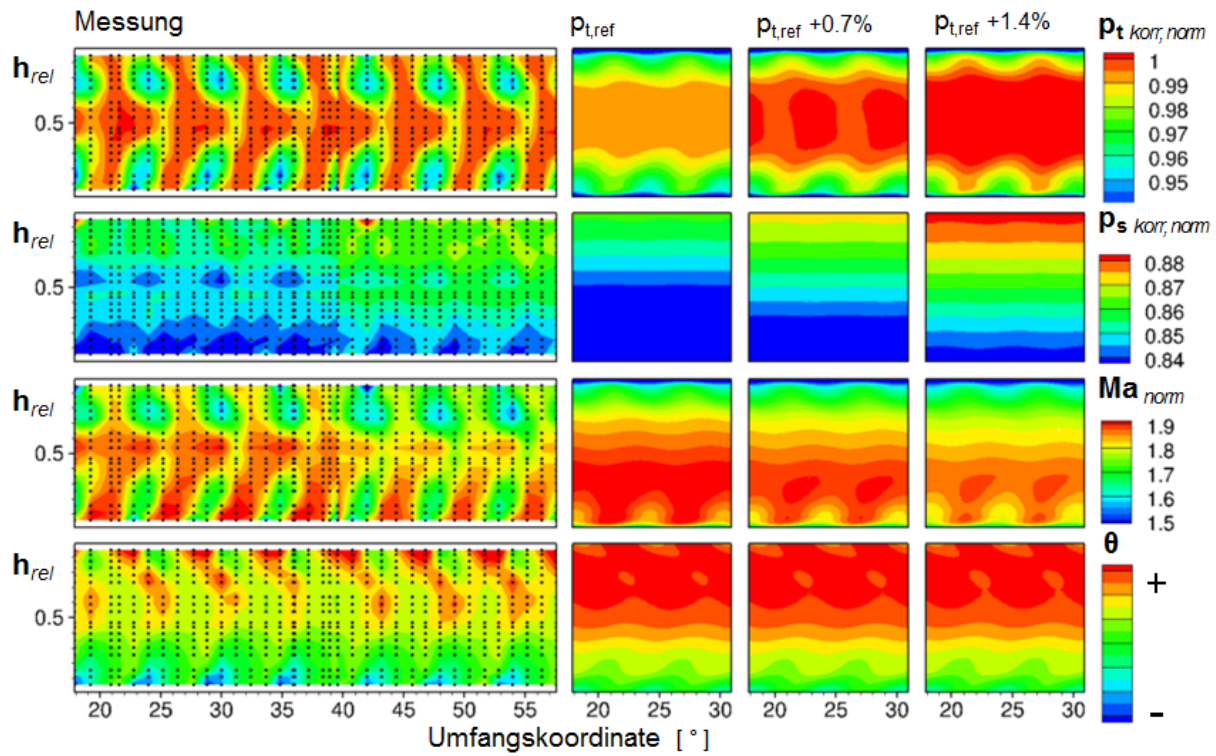 Messung p_t,ref p_t,ref +0.7% p_t,ref +1.4% p_t korr, norm
h_rel
0.5
1
0.99
0.98
0.97
0.96
0.95
h_rel
0.5
p_s korr, norm
0.88
0.87
0.86
0.85
0.84
h_rel
0.5
Ma norm
1.9
1.8
1.7
1.6
1.5
h_rel
0.5
θ
+
-
20 25 30 35 40 45 50 55 20 25 30 20 25 30 20 25 30
Umfangskoordinate [ ° ]